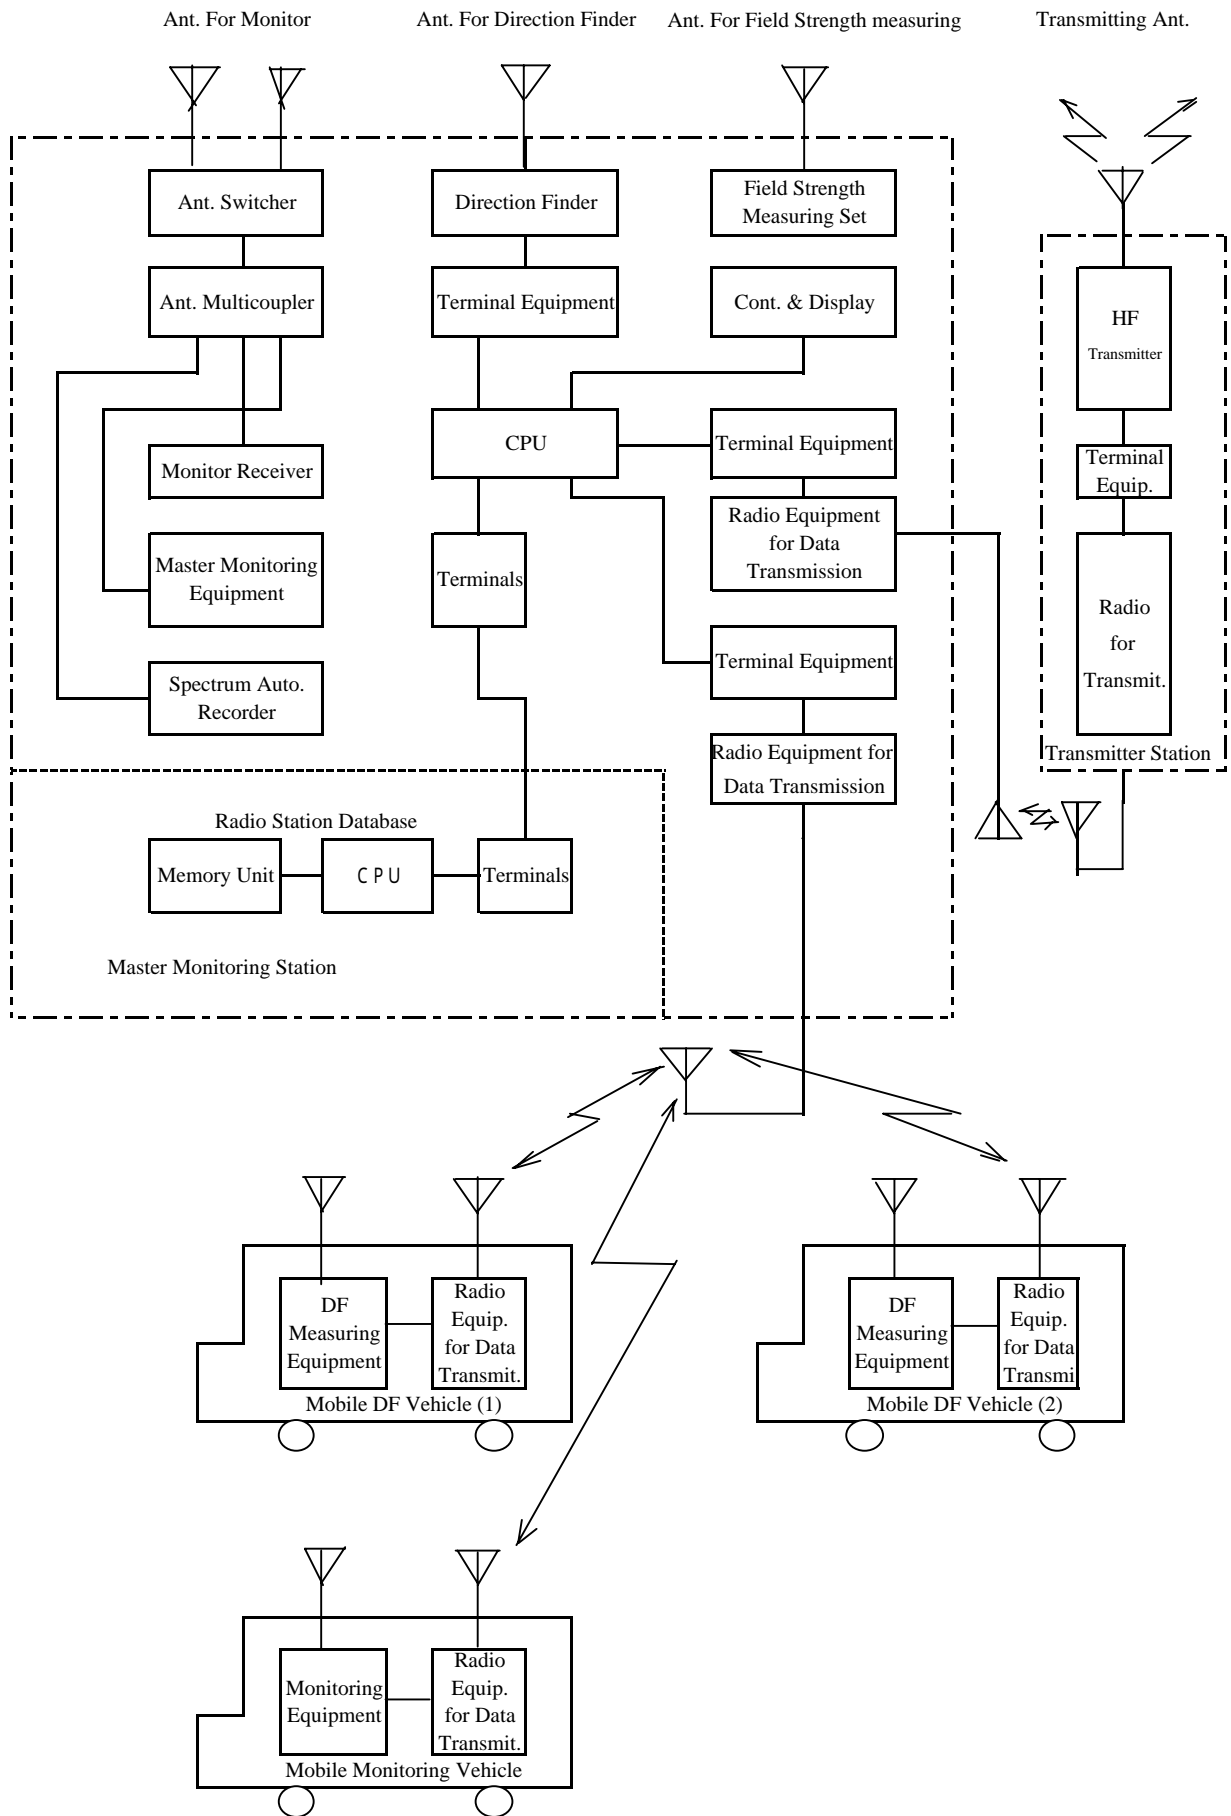 Ant. For Monitor
Ant. For Direction Finder
Ant. For Field Strength measuring
Transmitting Ant.
Ant. Switcher
Direction Finder
Field Strength
Measuring Set
Ant. Multicoupler
Terminal Equipment
Cont. & Display
HF
Transmitter
CPU
Terminal Equipment
Terminal
Equip.
Monitor Receiver
Radio Equipment
for Data
Transmission
Master Monitoring
Equipment
Terminals
Radio
for
Transmit.
Terminal Equipment
Spectrum Auto.
Recorder
Radio Equipment for
Data Transmission
Transmitter Station
Radio Station Database
Memory Unit
CPU
Terminals
Master Monitoring Station
DF
Measuring
Equipment
Radio
Equip.
for Data
Transmit.
Mobile DF Vehicle (1)
DF
Measuring
Equipment
Radio
Equip.
for Data
Transmi
Mobile DF Vehicle (2)
Monitoring
Equipment
Radio
Equip.
for Data
Transmit.
Mobile Monitoring Vehicle